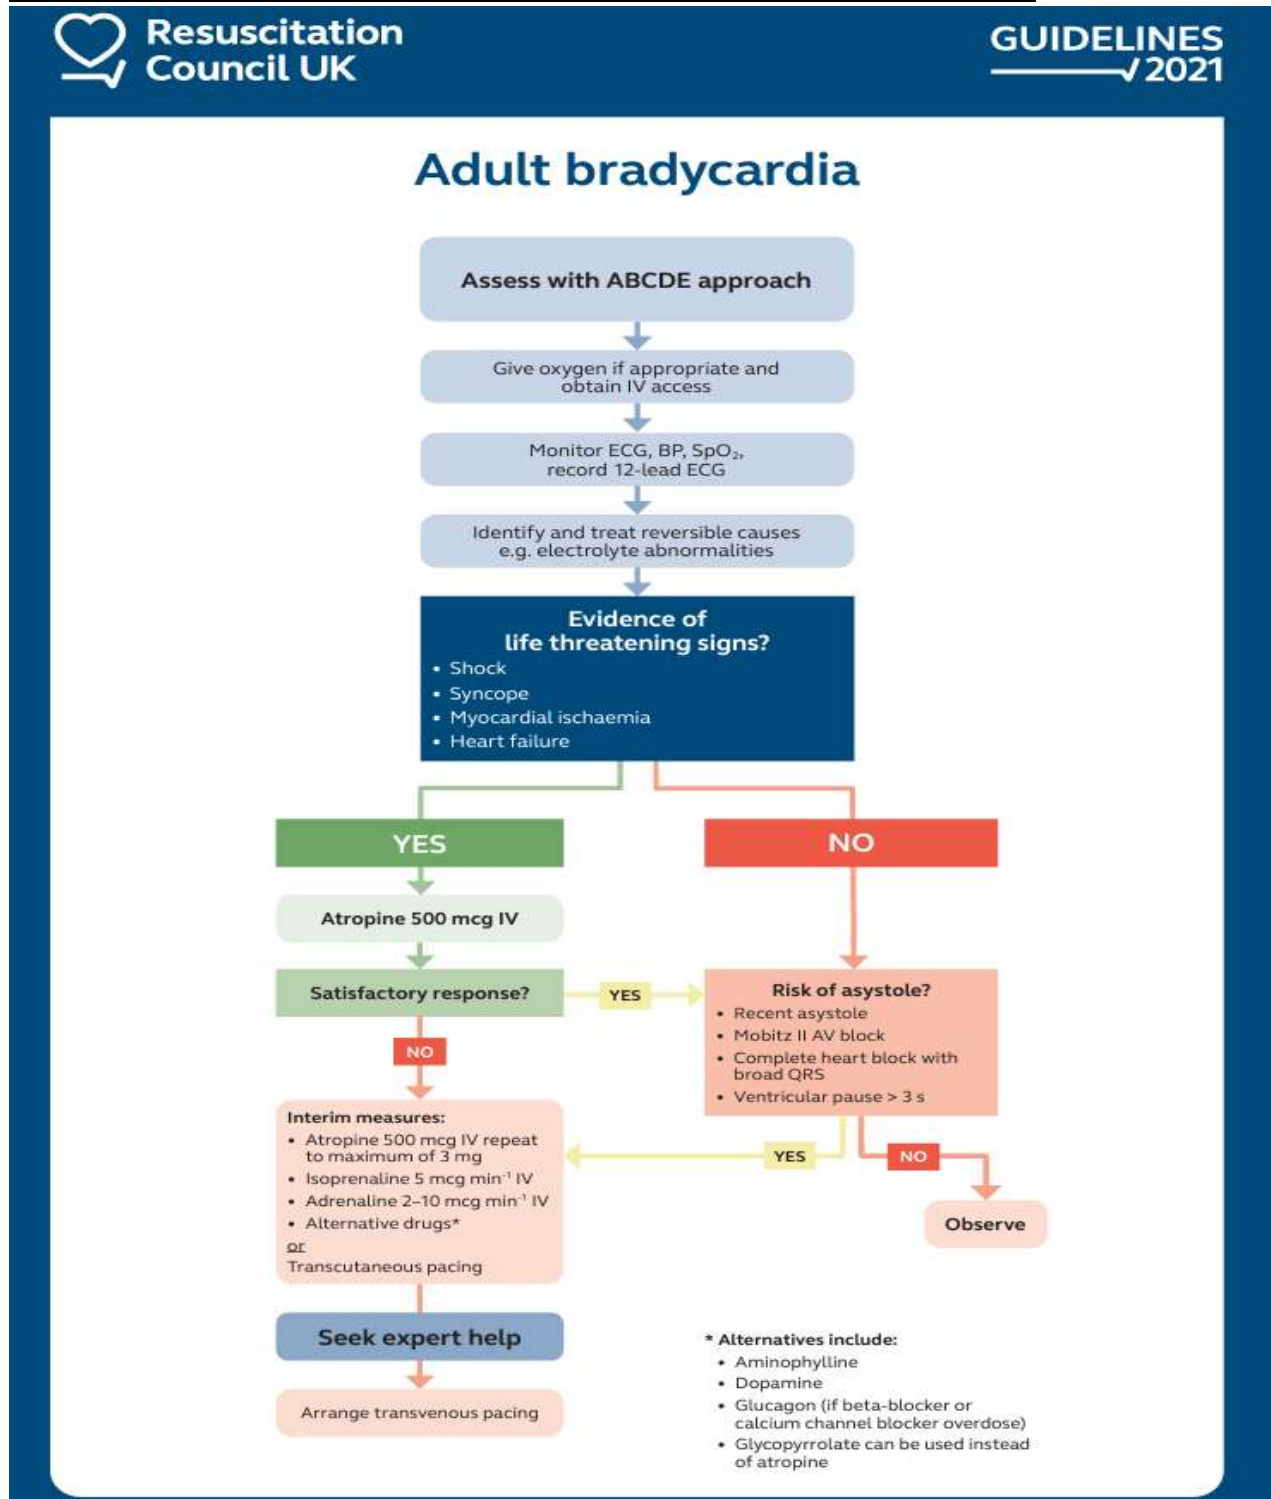 Resuscitation
Council UK
GUIDELINES
2021
Adult bradycardia
Assess with ABCDE approach
Give oxygen if appropriate and
obtain IV access
Monitor ECG, BP, SpO₂,
record 12-lead ECG
Identify and treat reversible causes
e.g. electrolyte abnormalities
Evidence of
life threatening signs?
• Shock
• Syncope
• Myocardial ischaemia
• Heart failure
YES
NO
Atropine 500 mcg IV
Satisfactory response?
YES
Risk of asystole?
• Recent asystole
• Mobitz II AV block
• Complete heart block with
broad QRS
• Ventricular pause > 3 s
NO
Interim measures:
• Atropine 500 mcg IV repeat
to maximum of 3 mg
• Isoprenaline 5 mcg min⁻¹ IV
• Adrenaline 2–10 mcg min⁻¹ IV
• Alternative drugs*
or
Transcutaneous pacing
YES
NO
Observe
Seek expert help
Arrange transvenous pacing
* Alternatives include:
• Aminophylline
• Dopamine
• Glucagon (if beta-blocker or
calcium channel blocker overdose)
• Glycopyrrolate can be used instead
of atropine